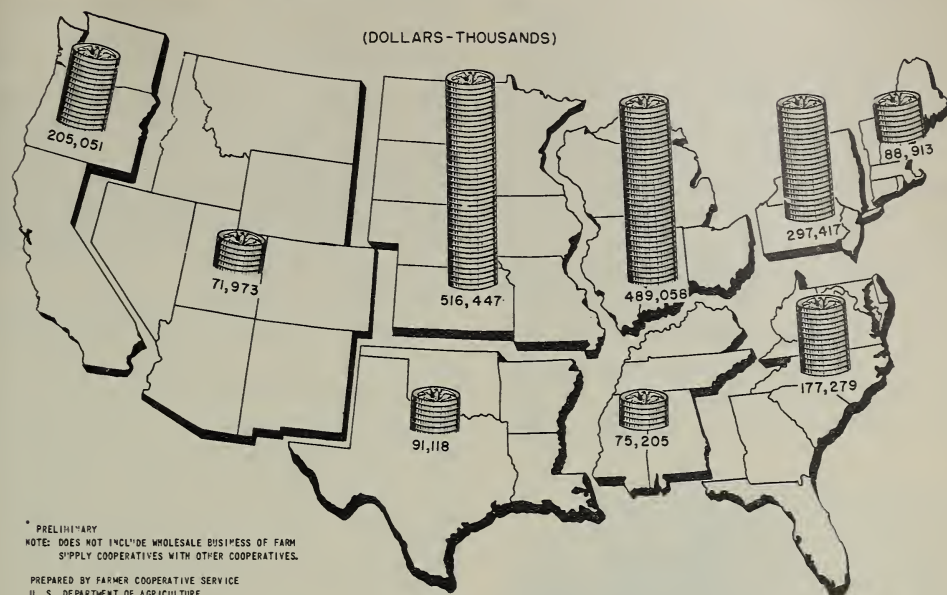 (DOLLARS-THOUSANDS)
205,051
71,973
516,447
489,058
297,417
88,913
177,279
91,118
75,205
* PRELIMINARY
NOTE: DOES NOT INCLUDE WHOLESALE BUSINESS OF FARM
SUPPLY COOPERATIVES WITH OTHER COOPERATIVES.
PREPARED BY FARMER COOPERATIVE SERVICE
U. S. DEPARTMENT OF AGRICULTURE